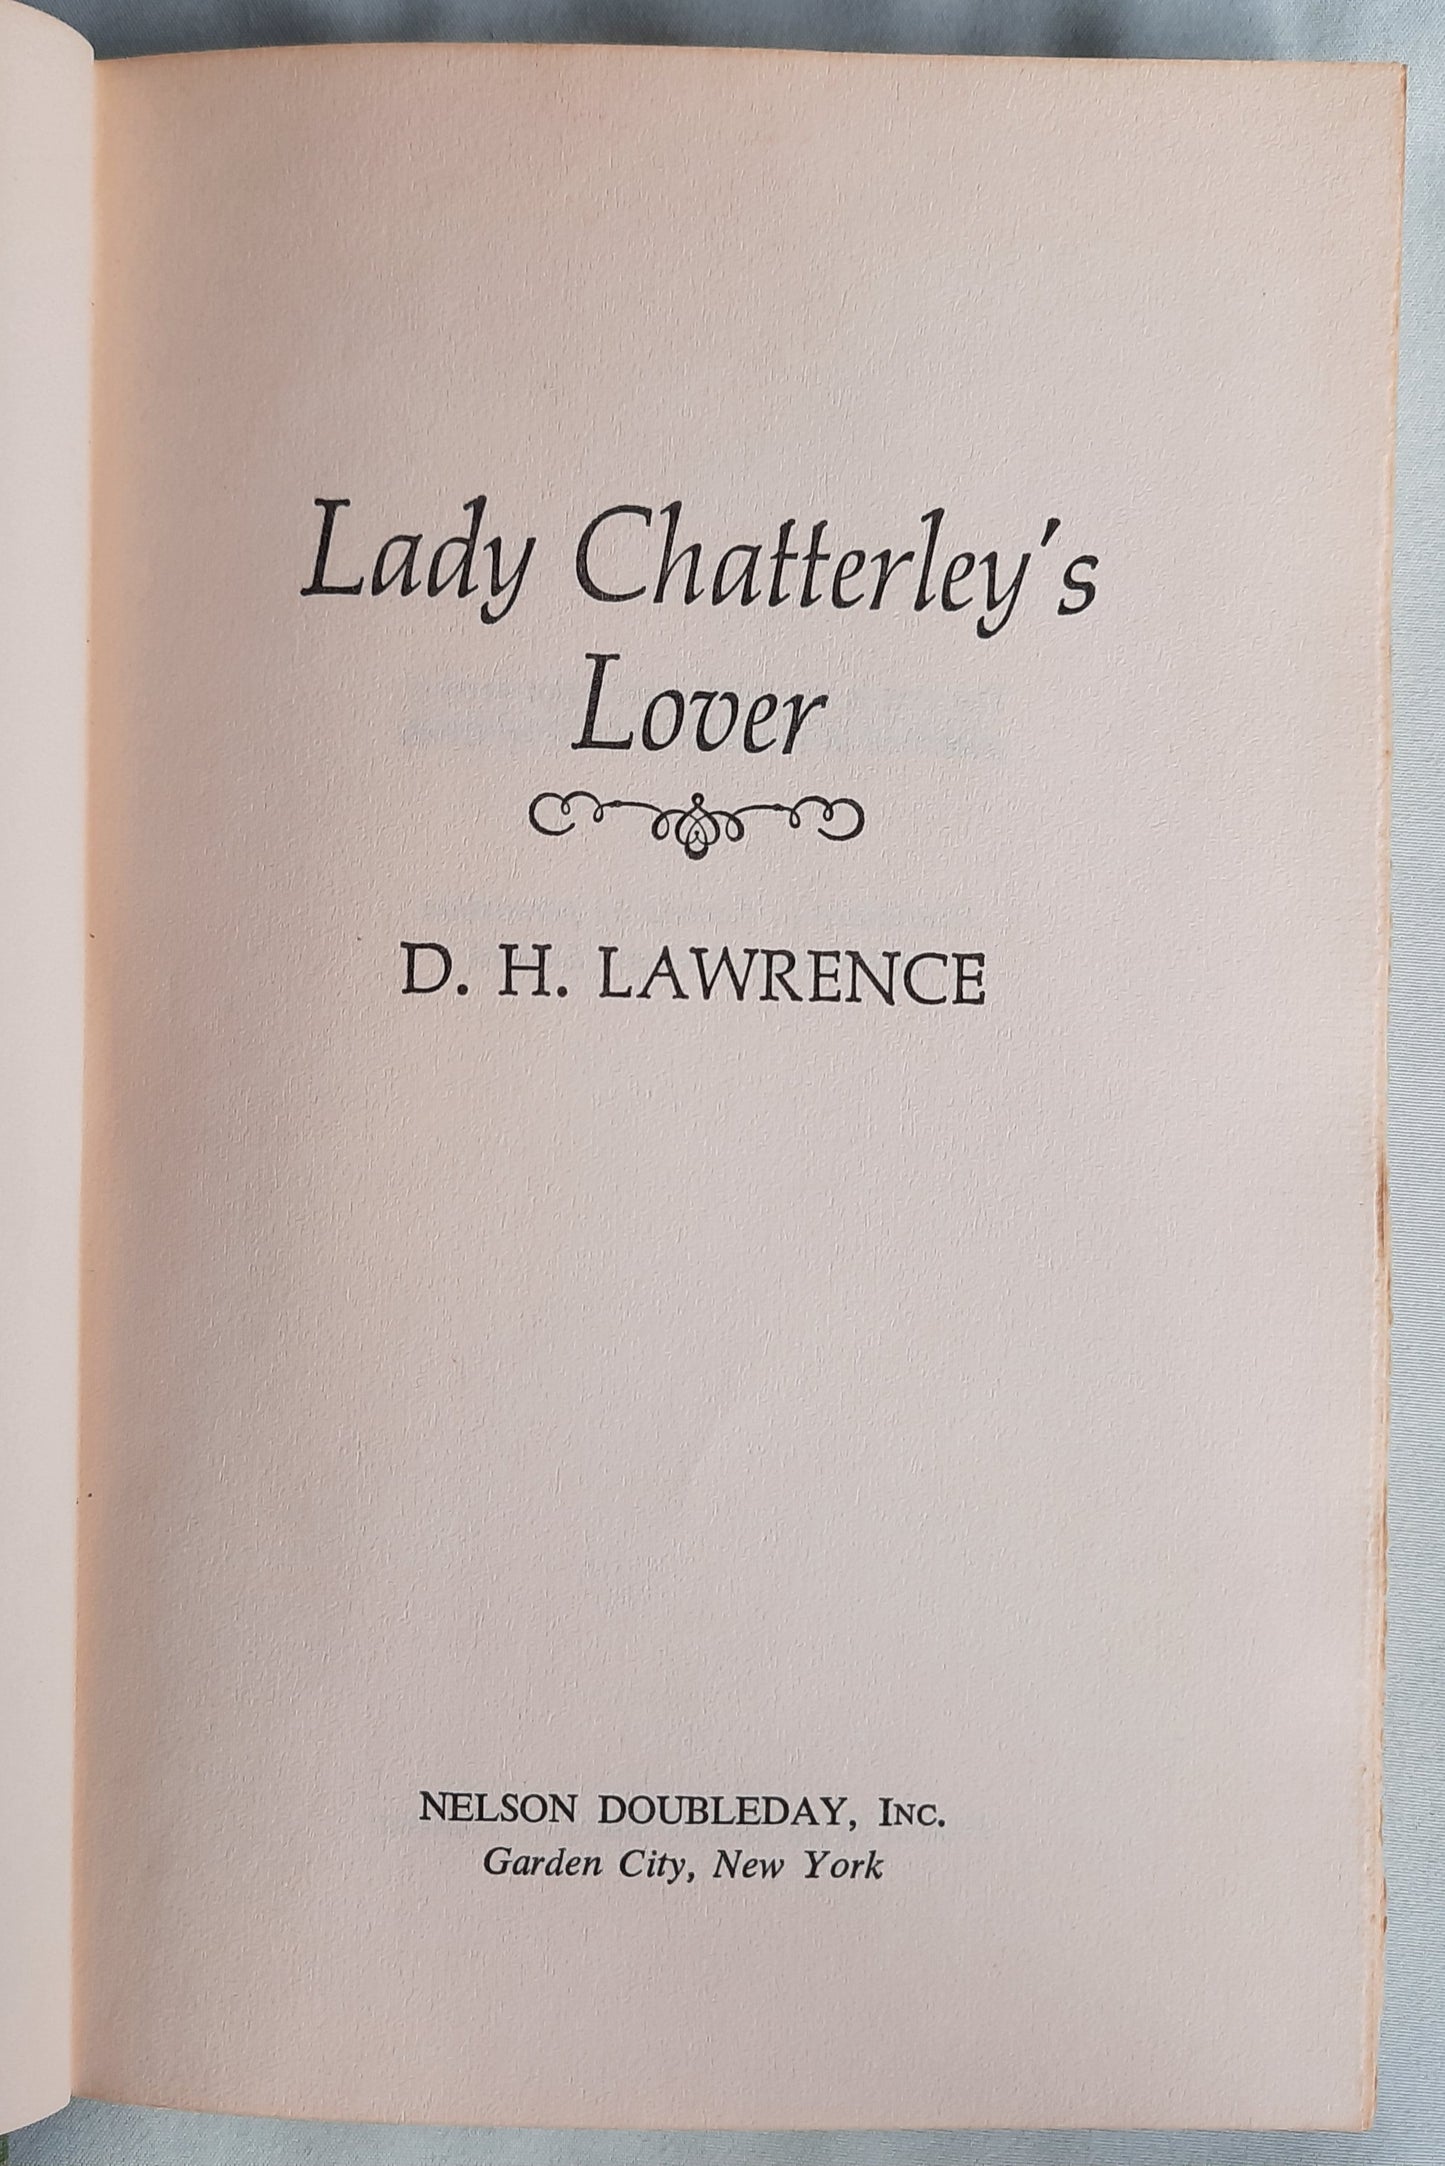 Lady Chatterley's
Lover
D. H. LAWRENCE
NELSON DOUBLEDAY, INC.
Garden City, New York